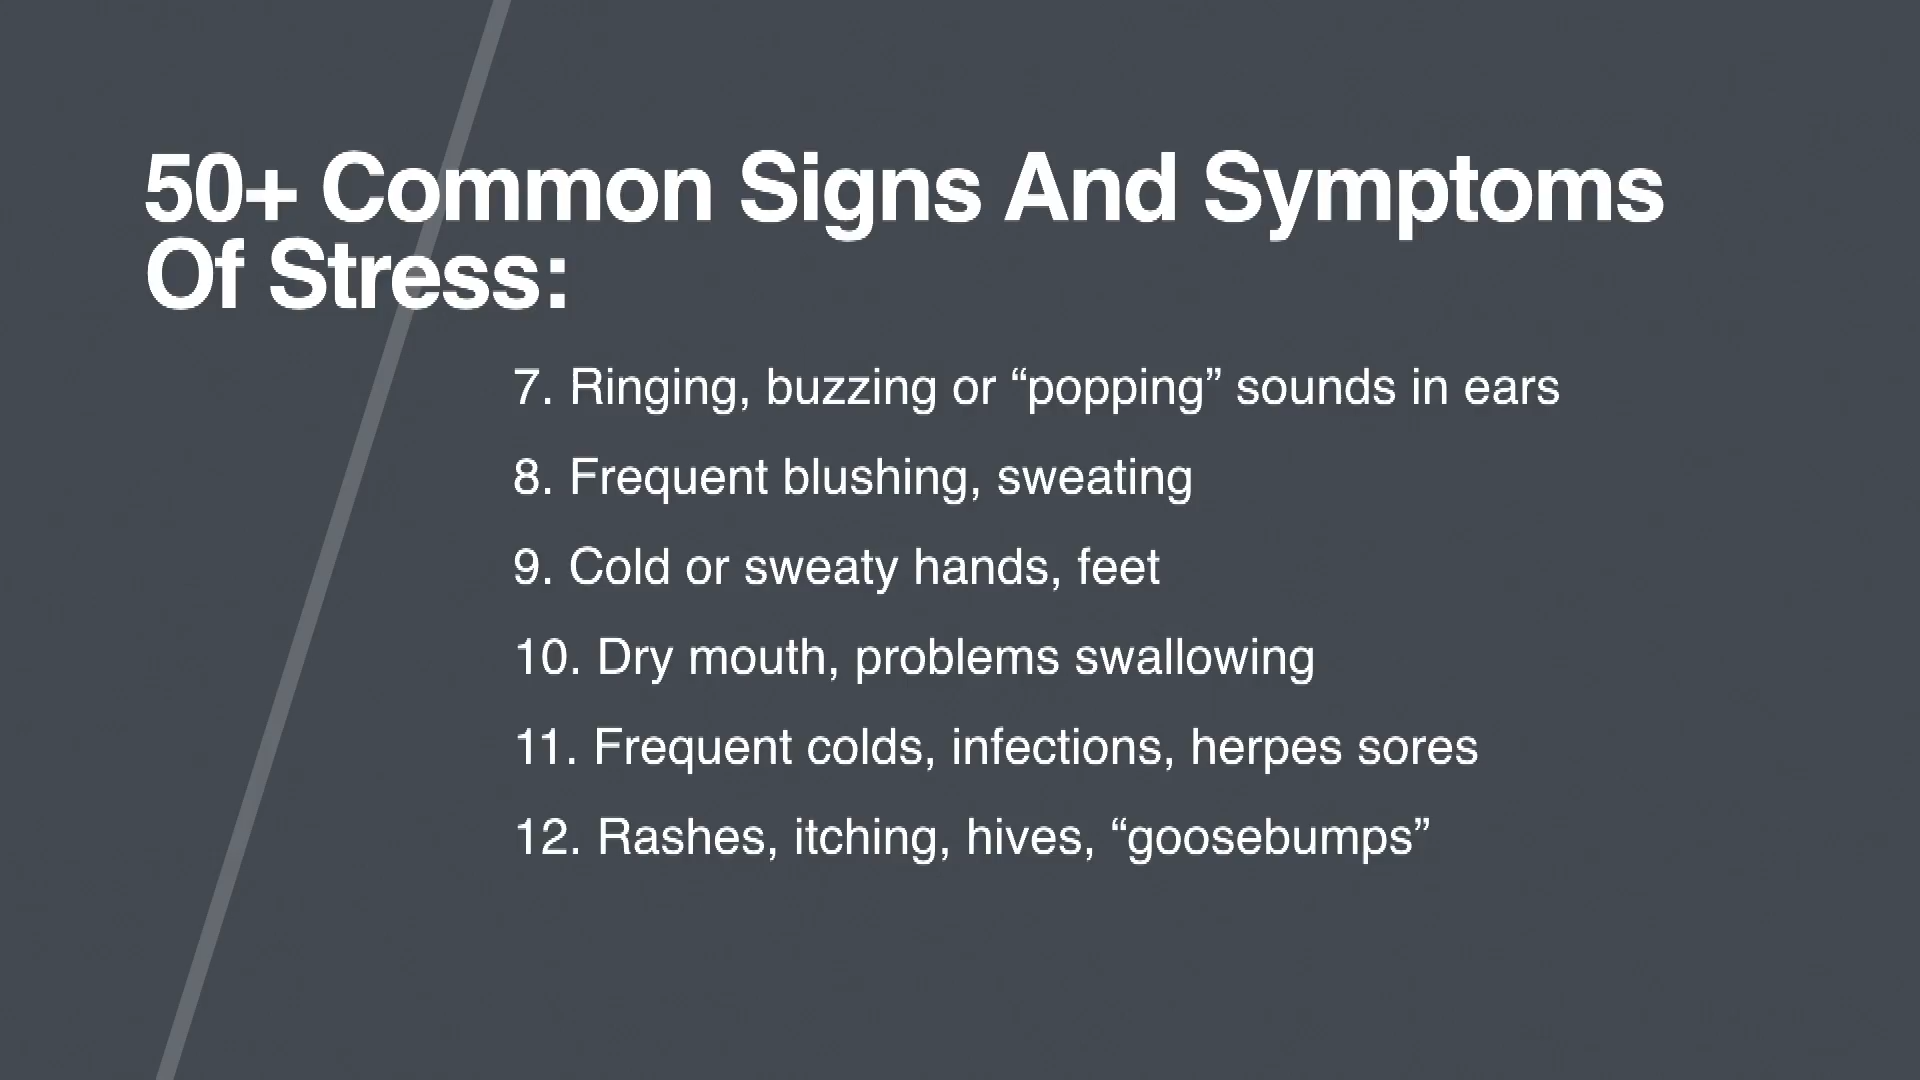 50+ Common Signs And Symptoms
Of Stress:
7. Ringing, buzzing or “popping” sounds in ears
8. Frequent blushing, sweating
9. Cold or sweaty hands, feet
10. Dry mouth, problems swallowing
11. Frequent colds, infections, herpes sores
12. Rashes, itching, hives, “goosebumps”